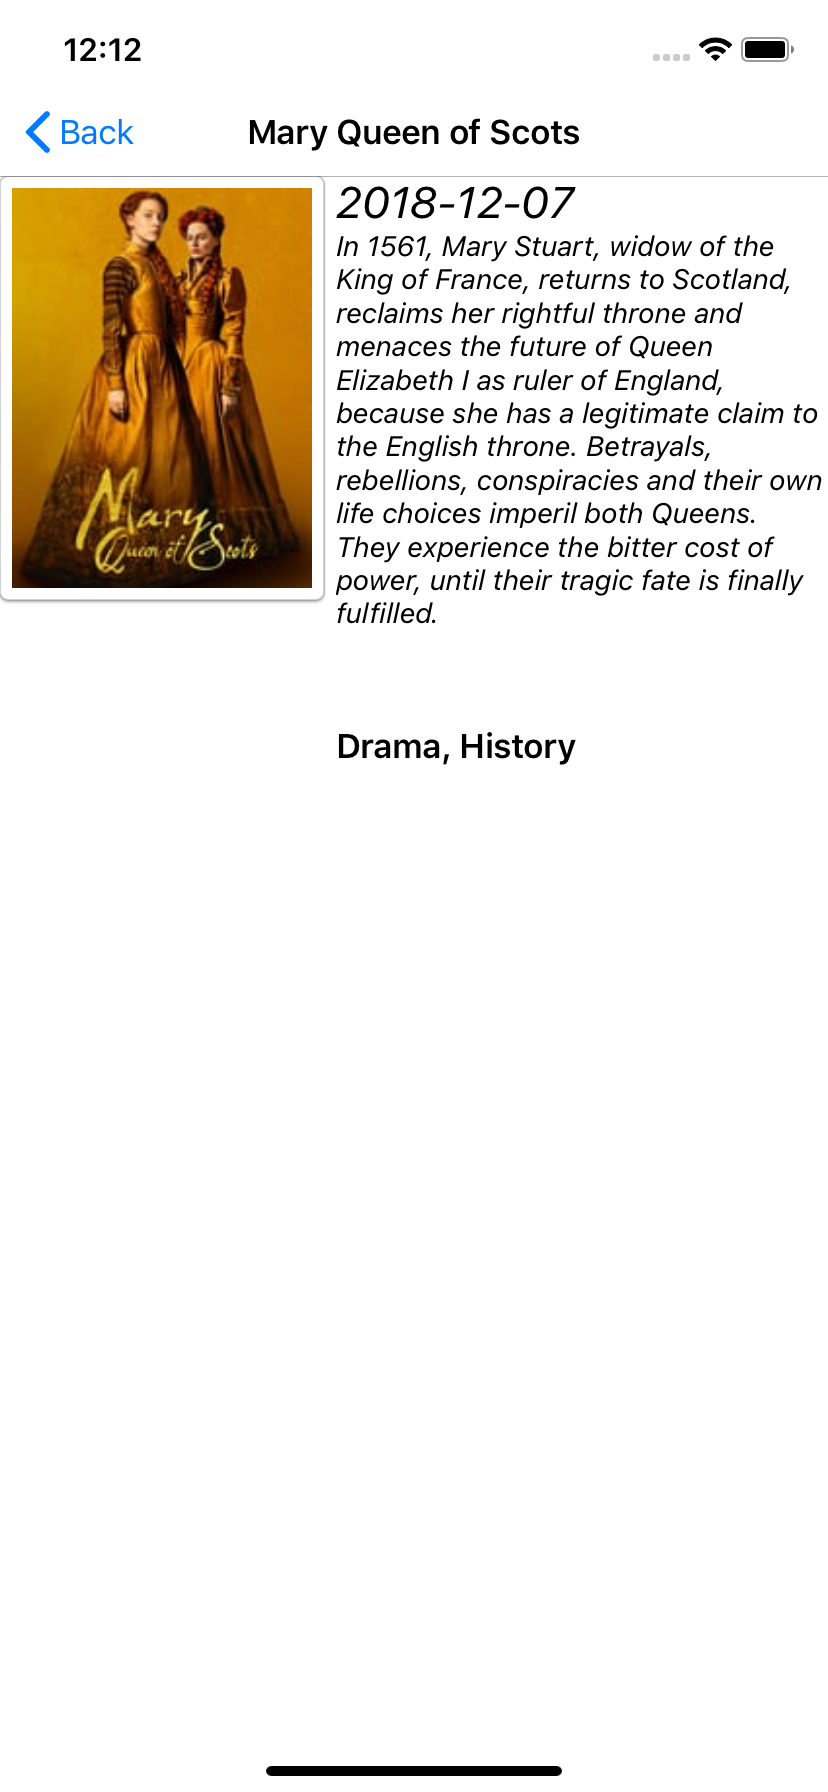 12:12
Back
Mary Queen of Scots
Mary
Queen of Scots
2018-12-07
In 1561, Mary Stuart, widow of the
King of France, returns to Scotland,
reclaims her rightful throne and
menaces the future of Queen
Elizabeth I as ruler of England,
because she has a legitimate claim to
the English throne. Betrayals,
rebellions, conspiracies and their own
life choices imperil both Queens.
They experience the bitter cost of
power, until their tragic fate is finally
fulfilled.
Drama, History